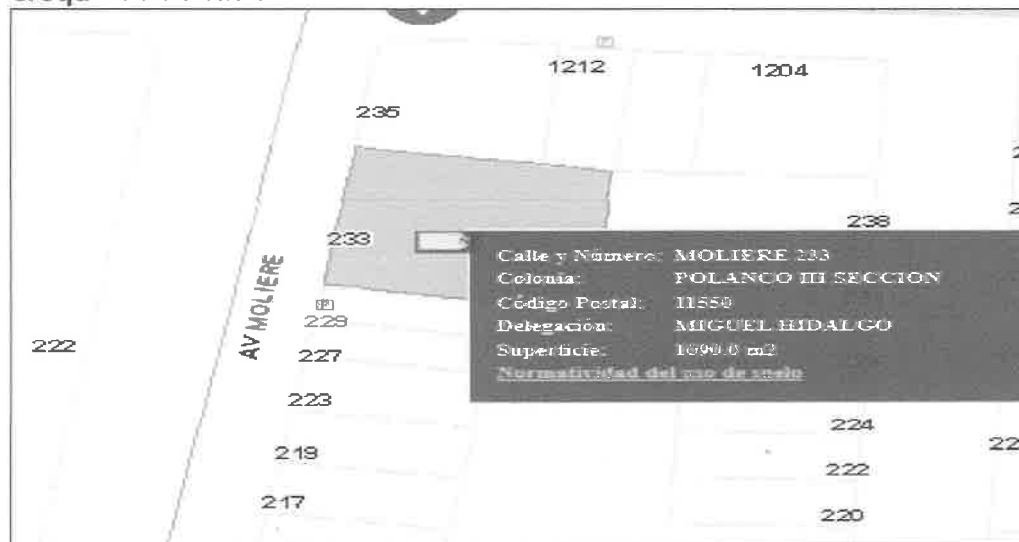 1212
1204
235
238
233
Calle y Número: MOLIERE 233
Colonia: POLANCO III SECCION
Código Postal: 11550
Delegación: MIGUEL HIDALGO
Superficie: 1090.0 m2
Normatividad del uso de suelo
AV MOLIERE
229
222
227
223
224
219
222
217
220